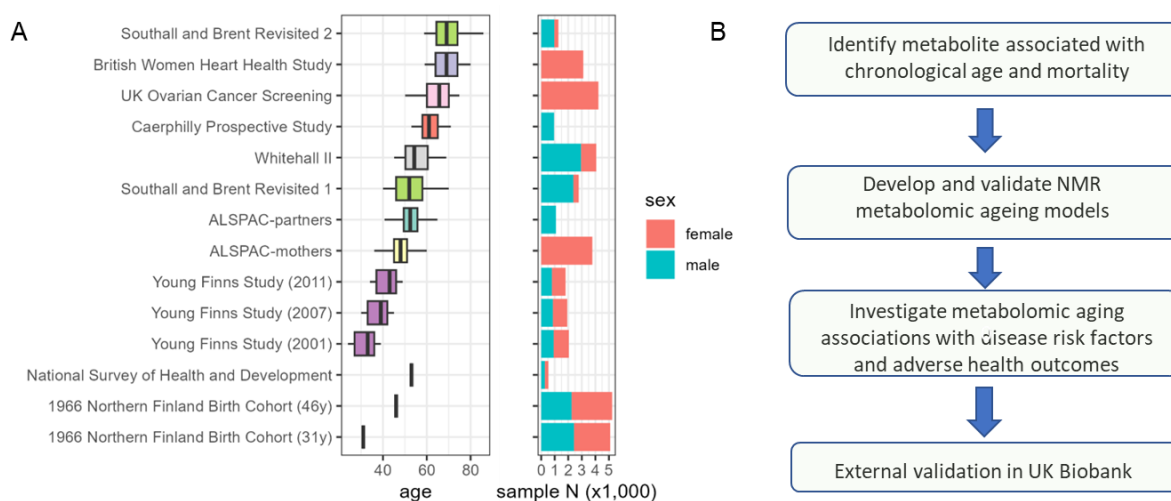 A
Southall and Brent Revisited 2
British Women Heart Health Study
UK Ovarian Cancer Screening
Caerphilly Prospective Study
Whitehall II
Southall and Brent Revisited 1
ALSPAC-partners
ALSPAC-mothers
Young Finns Study (2011)
Young Finns Study (2007)
Young Finns Study (2001)
National Survey of Health and Development
1966 Northern Finland Birth Cohort (46y)
1966 Northern Finland Birth Cohort (31y)
40 60 80
age
0 1 2 3 4 5
sample N (x1,000)
sex
female
male
B
Identify metabolite associated with
chronological age and mortality
Develop and validate NMR
metabolomic ageing models
Investigate metabolomic aging
associations with disease risk factors
and adverse health outcomes
External validation in UK Biobank